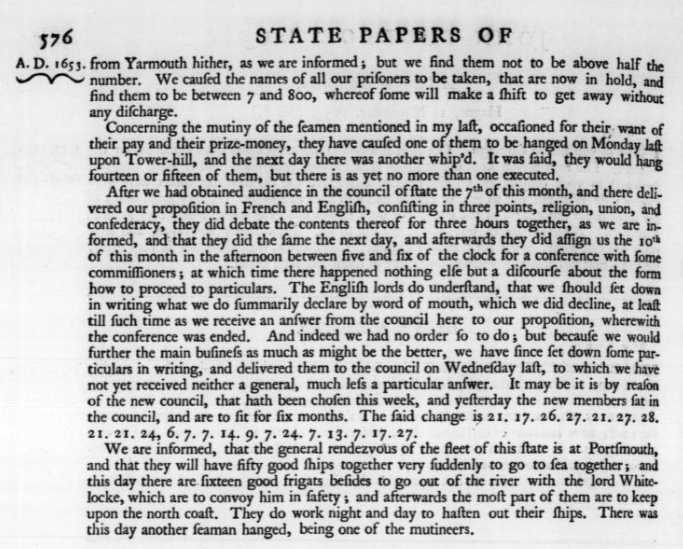 576 STATE PAPERS OF
A. D. 1653. from Yarmouth hither, as we are informed; but we find them not to be above half the
number. We cauſed the names of all our priſoners to be taken, that are now in hold, and
find them to be between 7 and 800, whereof ſome will make a ſhift to get away without
any diſcharge.
Concerning the mutiny of the ſeamen mentioned in my laſt, occaſioned for their want of
their pay and their prize-money, they have cauſed one of them to be hanged on Monday laſt
upon Tower-hill, and the next day there was another whip'd. It was ſaid, they would hang
fourteen or fifteen of them, but there is as yet no more than one executed.
After we had obtained audience in the council of ſtate the 7th of this month, and there deli-
vered our propoſition in French and Engliſh, conſiſting in three points, religion, union, and
confederacy, they did debate the contents thereof for three hours together, as we are in-
formed, and that they did the ſame the next day, and afterwards they did aſſign us the 10th
of this month in the afternoon between five and ſix of the clock for a conference with ſome
commiſſioners; at which time there happened nothing elſe but a diſcourſe about the form
how to proceed to particulars. The Engliſh lords do underſtand, that we ſhould ſet down
in writing what we do ſummarily declare by word of mouth, which we did decline, at leaſt
till ſuch time as we receive an anſwer from the council here to our propoſition, wherewith
the conference was ended. And indeed we had no order ſo to do; but becauſe we would
further the main buſineſs as much as might be the better, we have ſince ſet down ſome par-
ticulars in writing, and delivered them to the council on Wedneſday laſt, to which we have
not yet received neither a general, much leſs a particular anſwer. It may be it is by reaſon
of the new council, that hath been choſen this week, and yeſterday the new members ſat in
the council, and are to ſit for ſix months. The ſaid change is 21. 17. 26. 27. 21. 27. 28.
21. 21. 24, 6. 7. 7. 14. 9. 7. 24. 7. 13. 7. 17. 27.
We are informed, that the general rendezvous of the fleet of this ſtate is at Portſmouth,
and that they will have fifty good ſhips together very ſuddenly to go to ſea together; and
this day there are ſixteen good frigats beſides to go out of the river with the lord White-
locke, which are to convoy him in ſafety; and afterwards the moſt part of them are to keep
upon the north coaſt. They do work night and day to haſten out their ſhips. There was
this day another ſeaman hanged, being one of the mutineers.